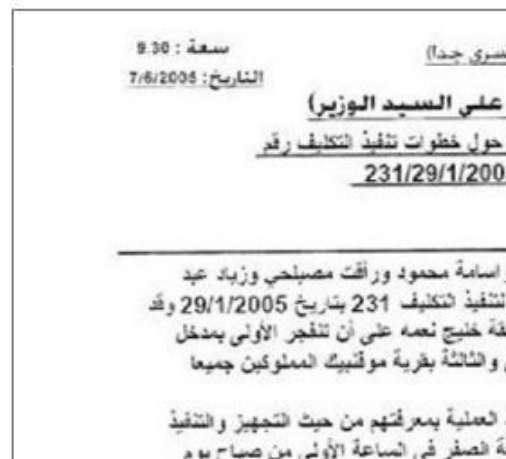 سرى جدا)
سعة : 9.30
التاريخ: 7/6/2005
على السيد الوزير)
حول خطوات تنفيذ التكليف رقم
231/29/1/200
اسامة محمود ورأفت مصيلحي وزياد عبد
لتنفيذ التكليف 231 بتاريخ 29/1/2005 وقد
خليج نعمه على أن تنفجر الأولى بمدخل
والثالثة بقرية موفنبيك المملوكين جميعا
العملية بمعرفتهم من حيث التجهيز والتنفيذ
الصفر في الساعة الأولى من صباح يوم